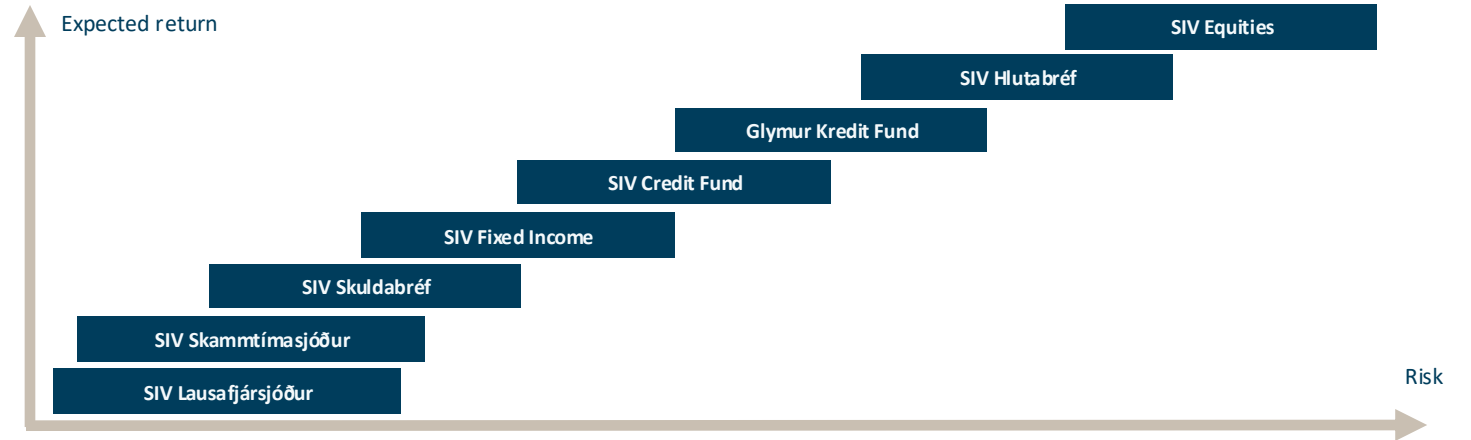 Expected return
SIV Equities
SIV Hlutabréf
Glymur Kredit Fund
SIV Credit Fund
SIV Fixed Income
SIV Skuldabréf
SIV Skammtímasjóður
Risk
SIV Lausafjársjóður